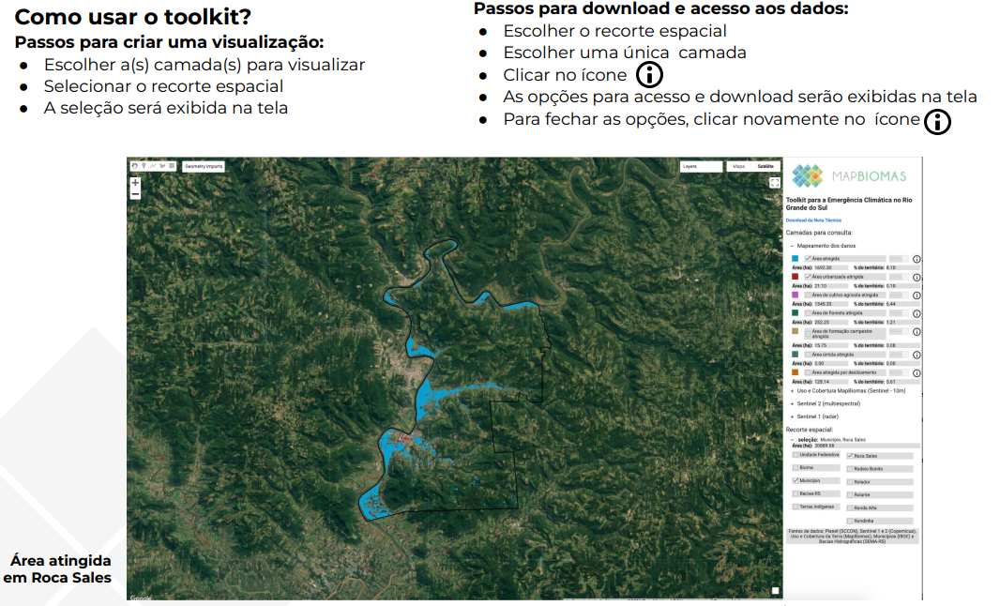 Como usar o toolkit?
Passos para criar uma visualização:
● Escolher a(s) camada(s) para visualizar
● Selecionar o recorte espacial
● A seleção será exibida na tela
Passos para download e acesso aos dados:
● Escolher o recorte espacial
● Escolher uma única camada
● Clicar no ícone
● As opções para acesso e download serão exibidas na tela
● Para fechar as opções, clicar novamente no ícone
Geometry Imports
Layers
Mapa
Satélite
+
−
MAPBIOMAS
Toolkit para a Emergência Climática no Rio
Grande do Sul
Download da Nota Técnica
Camadas para consulta:
− Mapeamento dos danos
Área atingida
Área (ha): 1692.20 % do território: 8.10
Área urbanizada atingida
Área (ha): 21.10 % do território: 0.10
Área de cultivo agrícola atingida
Área (ha): 1345.20 % do território: 6.44
Área de floresta atingida
Área (ha): 252.25 % do território: 1.21
Área de formação campestre
atingida
Área (ha): 15.75 % do território: 0.08
Área úmida atingida
Área (ha): 0.00 % do território: 0.00
Área atingida por deslizamento
Área (ha): 128.14 % do território: 0.61
+ Uso e Cobertura MapBiomas (Sentinel - 10m)
+ Sentinel 2 (multiespectral)
+ Sentinel 1 (radar)
Recorte espacial:
− seleção: Município, Roca Sales
Área (ha): 20889.68
Unidade Federativa
Bioma
Município
Bacias-RS
Terras Indígenas
Roca Sales
Rodeio Bonito
Rolador
Rolante
Ronda Alta
Rondinha
Fontes de dados: Planet (SCCON), Sentinel 1 e 2 (Copernicus),
Uso e Cobertura da Terra (MapBiomas), Municípios (IBGE) e
Bacias Hidrográficas (SEMA-RS)
Área atingida
em Roca Sales
Google